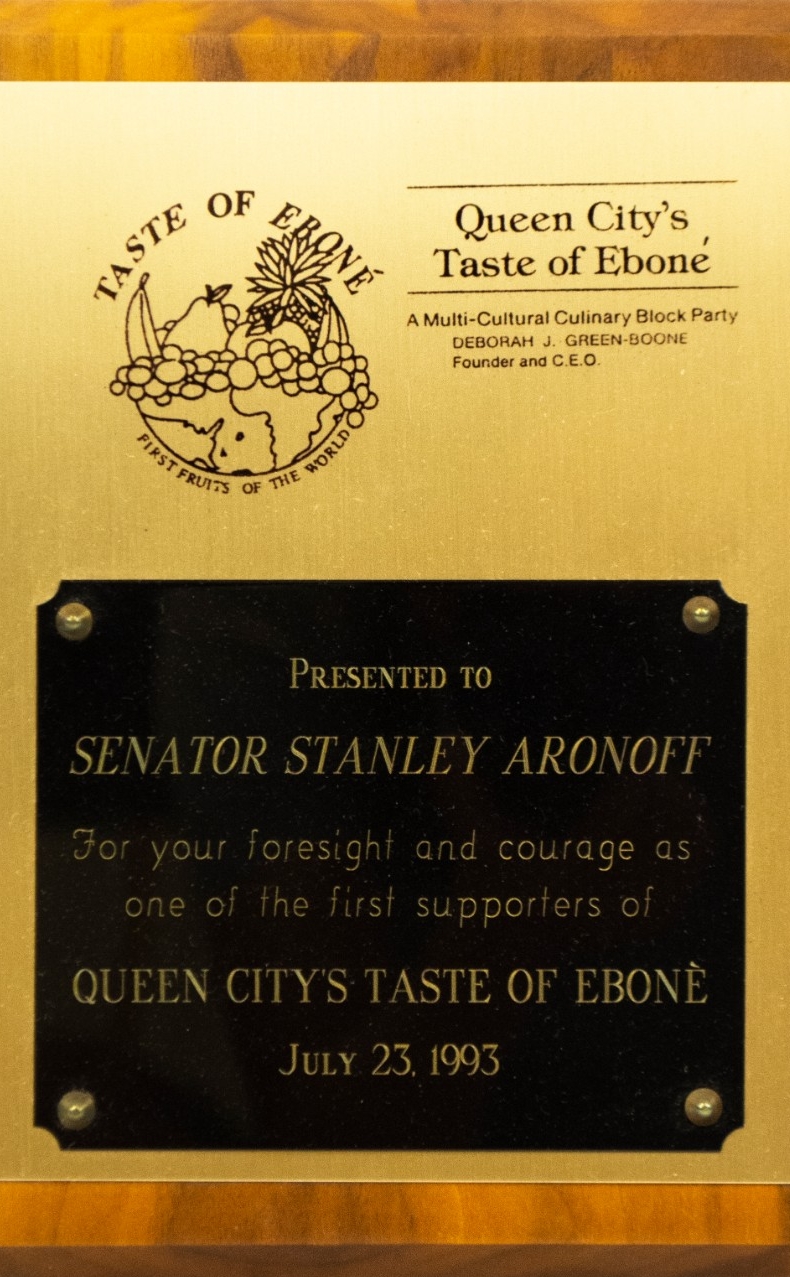 TASTE OF EBONÉ
FIRST FRUITS OF THE WORLD
Queen City's
Taste of Eboné
A Multi-Cultural Culinary Block Party
DEBORAH J. GREEN-BOONE
Founder and C.E.O.
PRESENTED TO
SENATOR STANLEY ARONOFF
For your foresight and courage as
one of the first supporters of
QUEEN CITY'S TASTE OF EBONÈ
JULY 23, 1993